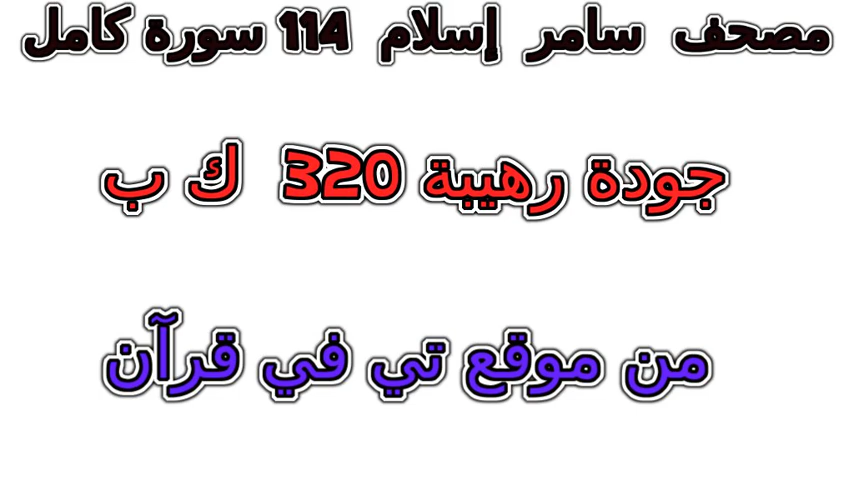 مصحف سامر إسلام 114 سورة كامل
جودة رهيبة 320 ك ب
من موقع تي في قرآن